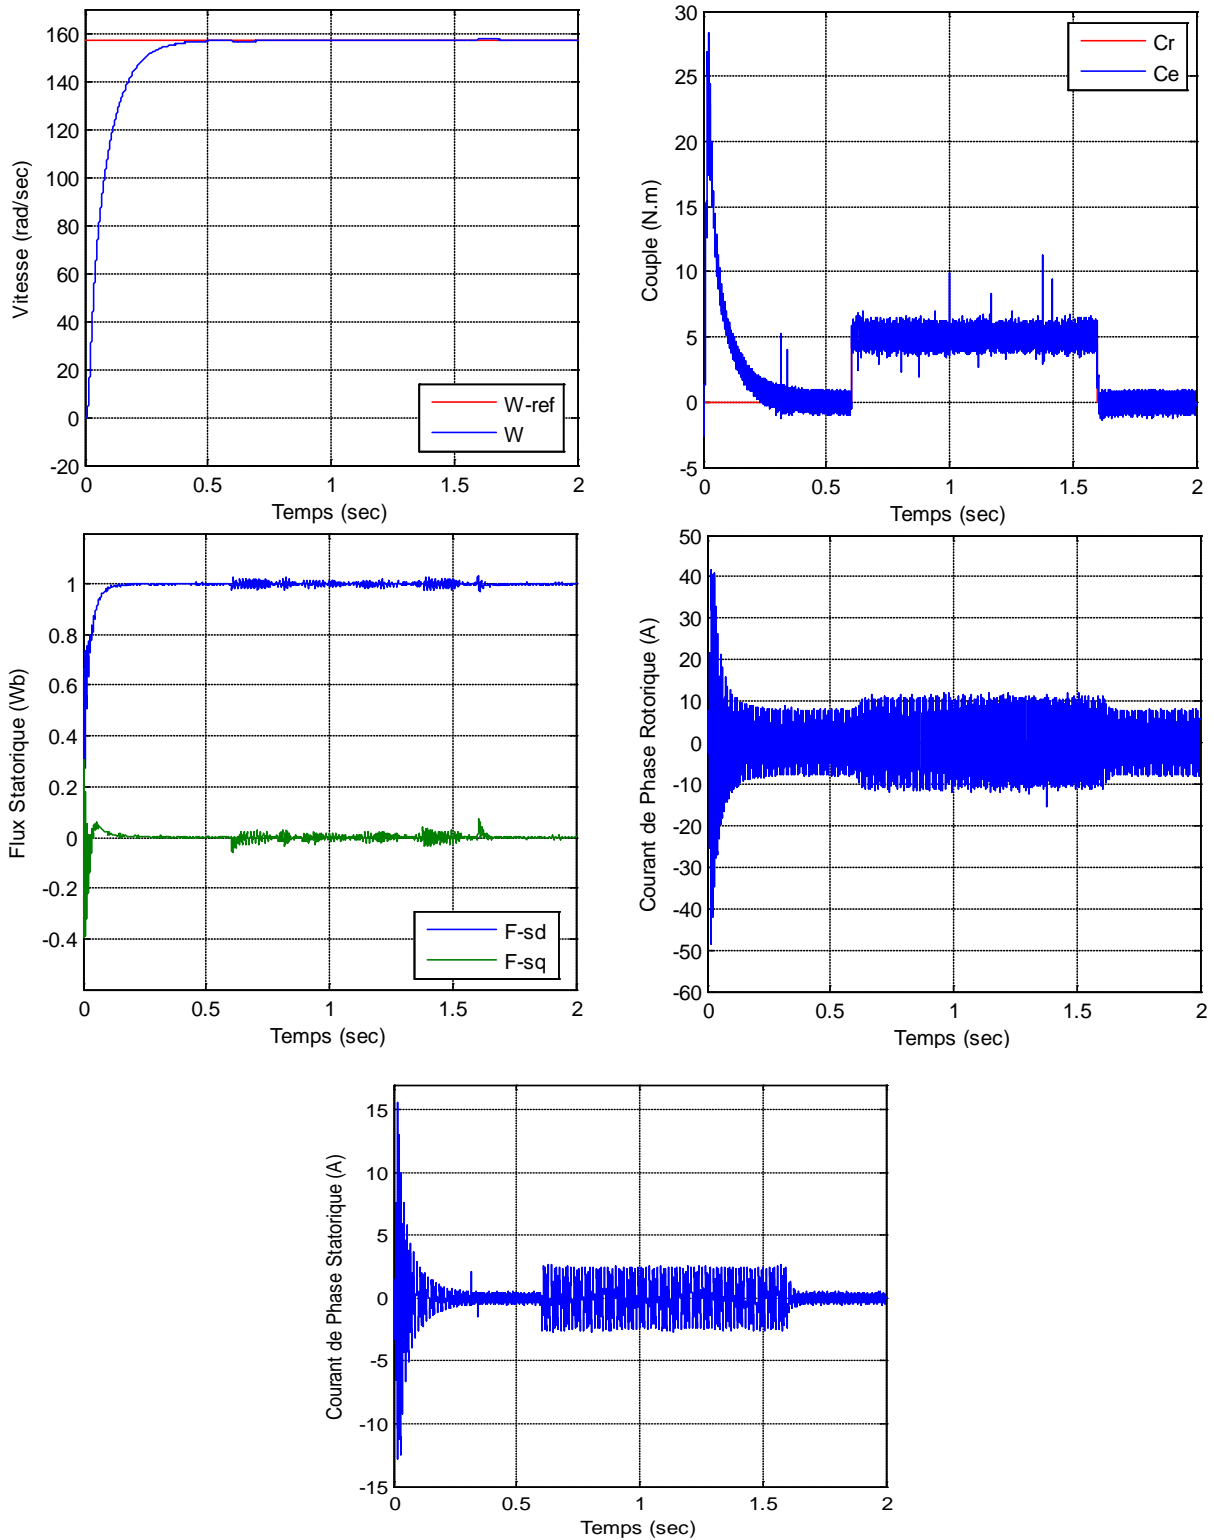 160
140
120
100
80
60
40
20
0
-20
0 0.5 1 1.5 2
Vitesse (rad/sec)
Temps (sec)
W-ref
W
30
25
20
15
10
5
0
-5
0 0.5 1 1.5 2
Couple (N.m)
Temps (sec)
Cr
Ce
1
0.8
0.6
0.4
0.2
0
-0.2
-0.4
0 0.5 1 1.5 2
Flux Statorique (Wb)
Temps (sec)
F-sd
F-sq
50
40
30
20
10
0
-10
-20
-30
-40
-50
-60
0 0.5 1 1.5 2
Courant de Phase Rotorique (A)
Temps (sec)
15
10
5
0
-5
-10
-15
0 0.5 1 1.5 2
Courant de Phase Statorique (A)
Temps (sec)